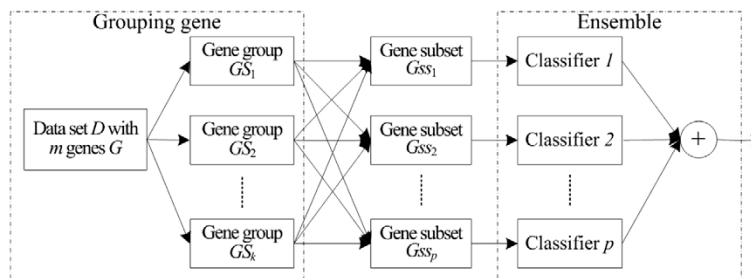 Grouping gene
Ensemble
Data set D with
m genes G
Gene group
GS1
Gene group
GS2
Gene group
GSk
Gene subset
Gss1
Gene subset
Gss2
Gene subset
Gssp
Classifier 1
Classifier 2
Classifier p
+